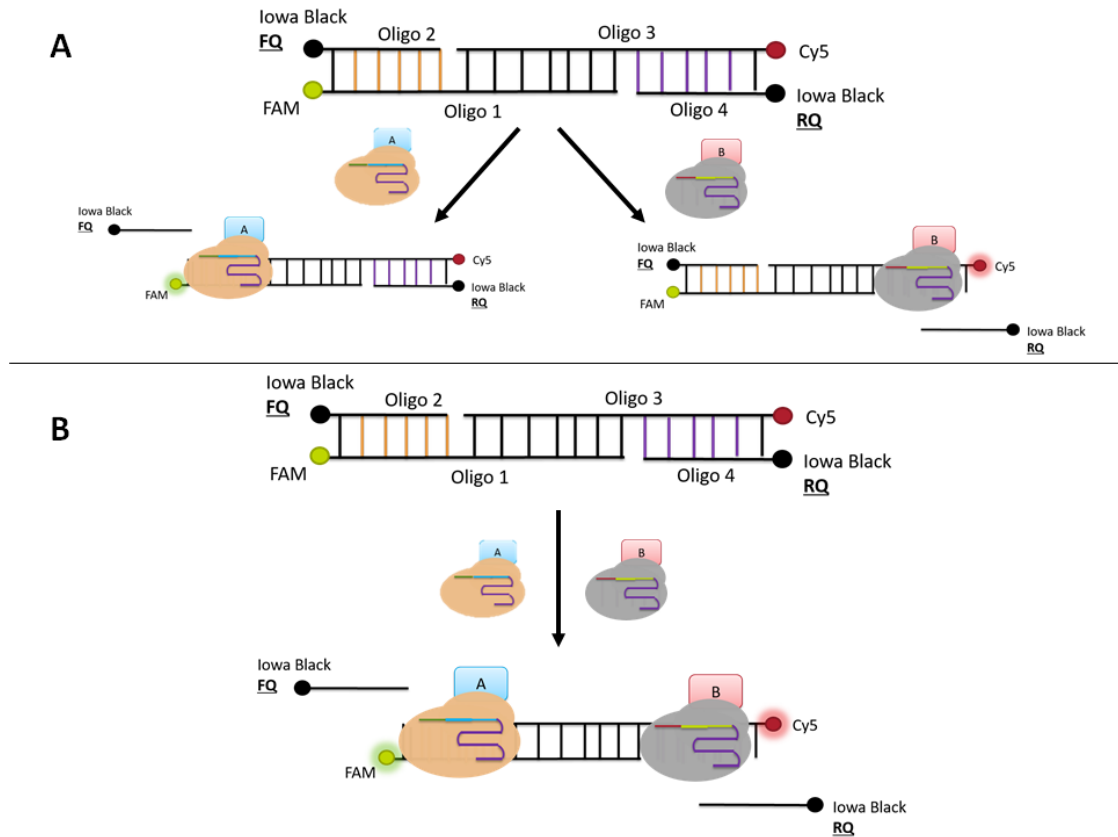 A
Iowa Black
FQ
Oligo 2
Oligo 3
Cy5
FAM
Oligo 1
Oligo 4
Iowa Black
RQ
A
B
Iowa Black
FQ
A
Cy5
FAM
Iowa Black
RQ
Iowa Black
FQ
B
Cy5
FAM
Iowa Black
RQ
B
Iowa Black
FQ
Oligo 2
Oligo 3
Cy5
FAM
Oligo 1
Oligo 4
Iowa Black
RQ
A
B
Iowa Black
FQ
A
B
Cy5
FAM
Iowa Black
RQ